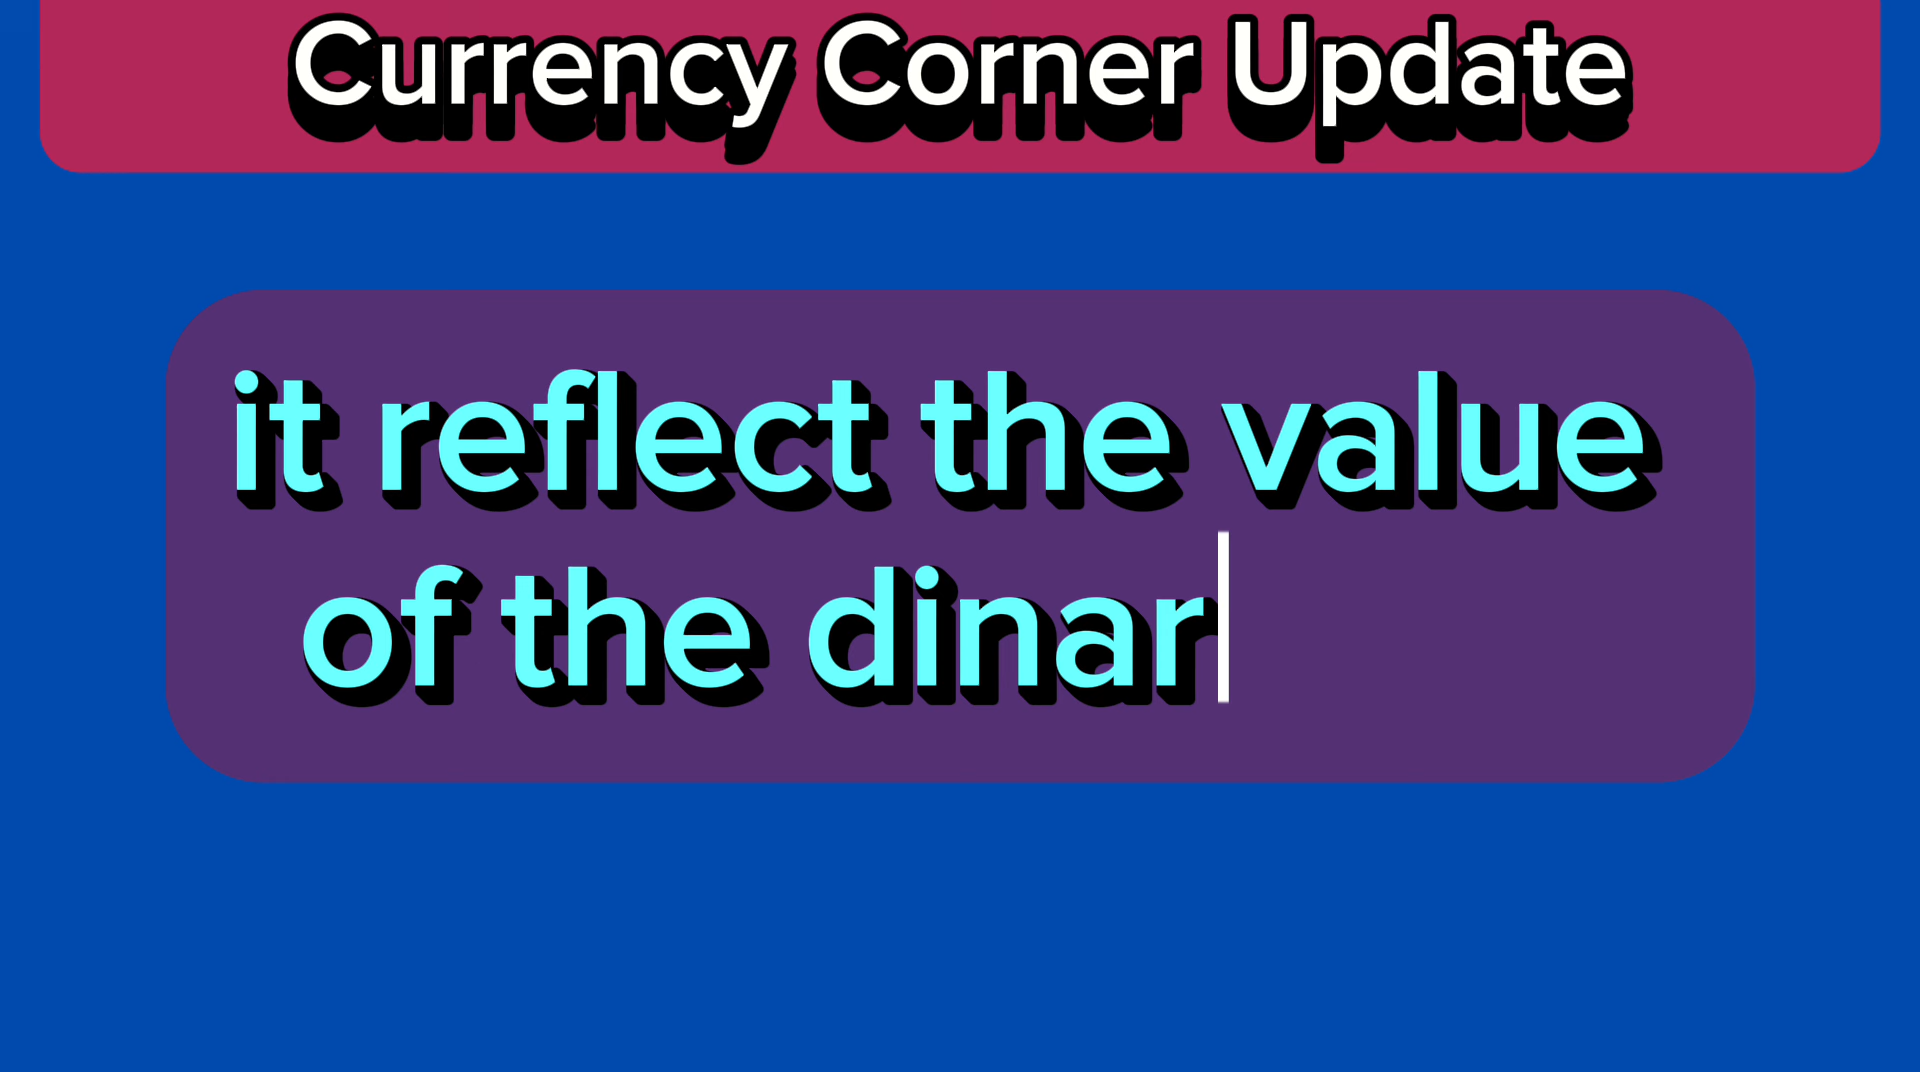 Currency Corner Update
it reflect the value
of the dinar